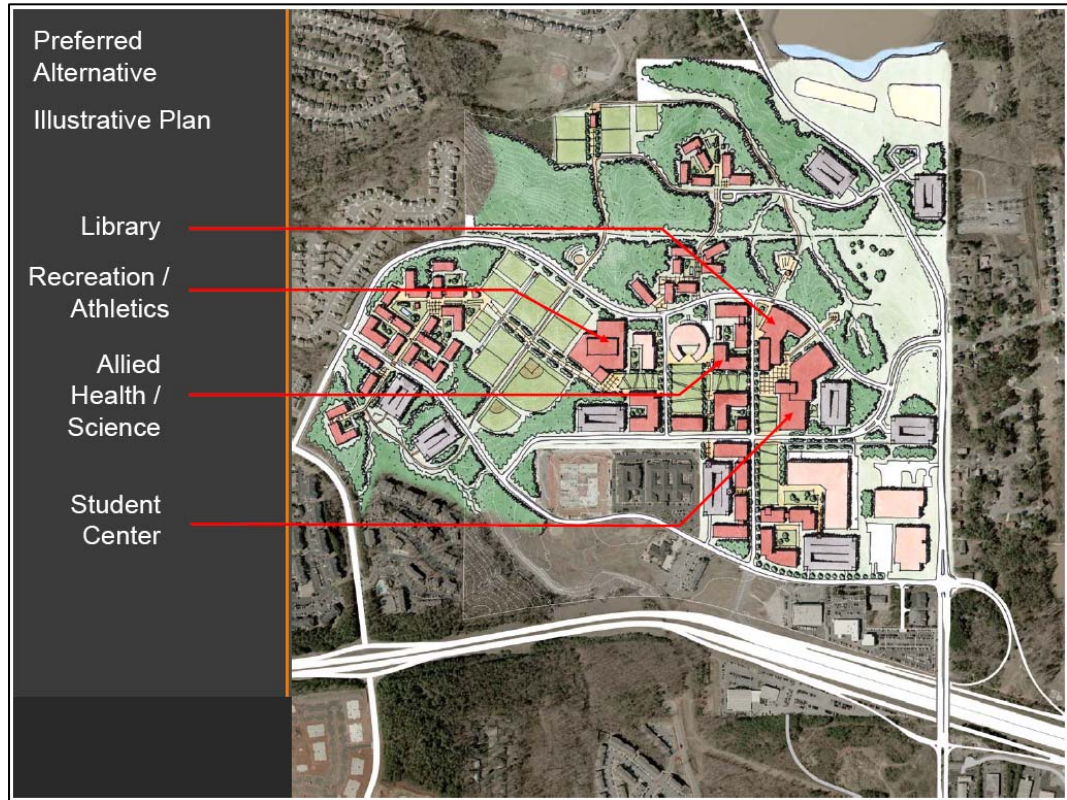 Preferred
Alternative
Illustrative Plan
Library
Recreation /
Athletics
Allied
Health /
Science
Student
Center